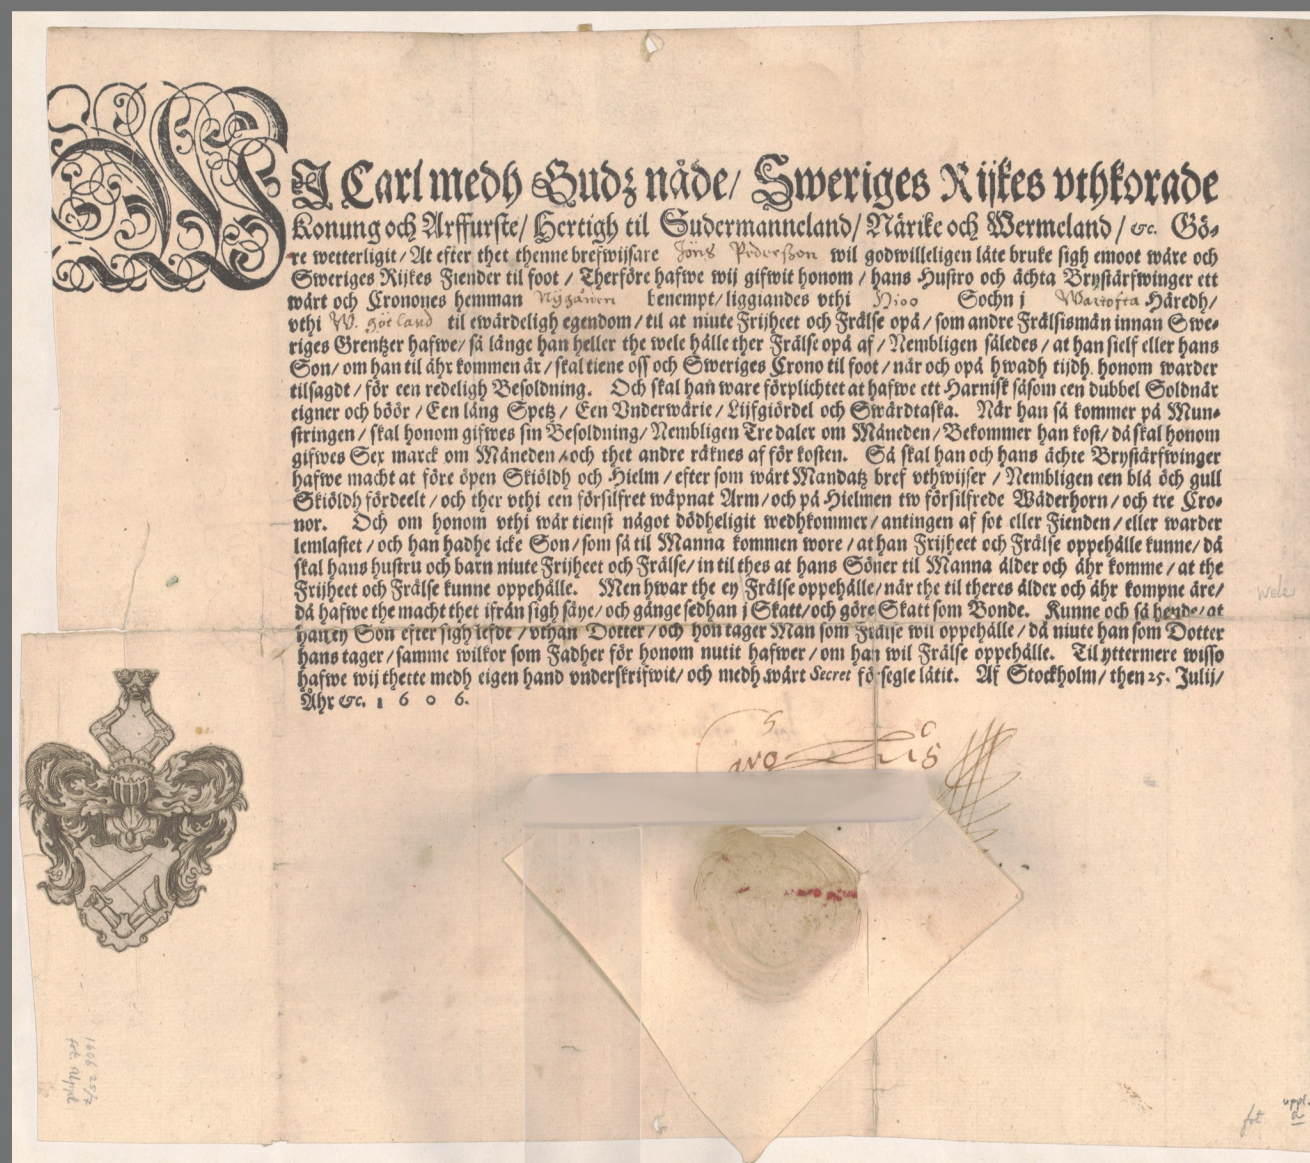 WJ Carl medh Gudz nåde/ Sweriges Rijkes vthkorade
Konung och Arffurste/ Hertigh til Sudermanneland/ Närike och Wermeland/ &c. Gö⸗
re wetterligit/ At efter thet thenne brefwijsare Jöns Pederßon wil godwilleligen låte bruke sigh emoot wåre och
Sweriges Rijkes Fiender til foot/ Therföre hafwe wij gifwit honom/ hans Hustro och ächta Brystärfwinger ett
wårt och Cronones hemman benempt/ liggiandes vthi Hioo Sochn j Wartofta Häredh/
vthi W. Götland til ewärdeligh egendom/ til at niute Frijheet och Frälse opå/ som andre Frälsismän innan Swe⸗
riges Grentzer hafwe/ så länge han heller the wele hålle ther Frälse opå af/ Nembligen således/ at han sielf eller hans
Son/ om han til åhr kommen är/ skal tiene oss och Sweriges Crono til foot/ när och opå hwadh tijdh honom warder
tilsagdt/ för een redeligh Besoldning. Och skal han ware förplichtet at hafwe ett Harnisk såsom een dubbel Soldnär
eigner och böör/ Een lång Spetz/ Een Vnderwärie/ Lijfgiördel och Swärdtaska. När han så kommer på Mun⸗
stringen/ skal honom gifwes sin Besoldning/ Nembligen Tre daler om Måneden/ Bekommer han kost/ då skal honom
gifwes Sex marck om Måneden/ och thet andre räknes af för kosten. Så skal han och hans ächte Brystärfwinger
hafwe macht at före öpen Skiöldh och Hielm/ efter som wårt Mandatz bref vthwijser/ Nembligen een blå och gull
Skiöldh fördeelt/ och ther vthi een försilfret wäpnat Arm/ och på Hielmen tw försilfrede Wäderhorn/ och tre Cro⸗
nor. Och om honom vthi wår tienst något dödheligit wedhkommer/ antingen af sot eller Fienden/ eller warder
lemlastet/ och han hadhe icke Son/ som så til Manna kommen wore/ at han Frijheet och Frälse oppehålle kunne/ då
skal hans hustru och barn niute Frijheet och Frälse/ in til thes at hans Söner til Manna ålder och åhr komme/ at the
Frijheet och Frälse kunne oppehålle. Men hwar the ey Frälse oppehålle/ när the til theres ålder och åhr kompne äre/
då hafwe the macht thet ifrån sigh säye/ och gånge sedhan j Skatt/ och göre Skatt som Bonde. Kunne och så hende/ at
han ey Son efter sigh lefde/ vthan Dotter/ och hon tager Man som Frälse wil oppehålle/ då niute han som Dotter
hans tager/ samme wilkor som Fadher för honom nutit hafwer/ om han wil Frälse oppehålle. Til yttermere wisso
hafwe wij thette medh eigen hand vnderskrifwit/ och medh wårt Secret försegle låtit. Af Stockholm/ then 25. Julij/
Åhr &c. 1 6 0 6.
1606 25/7